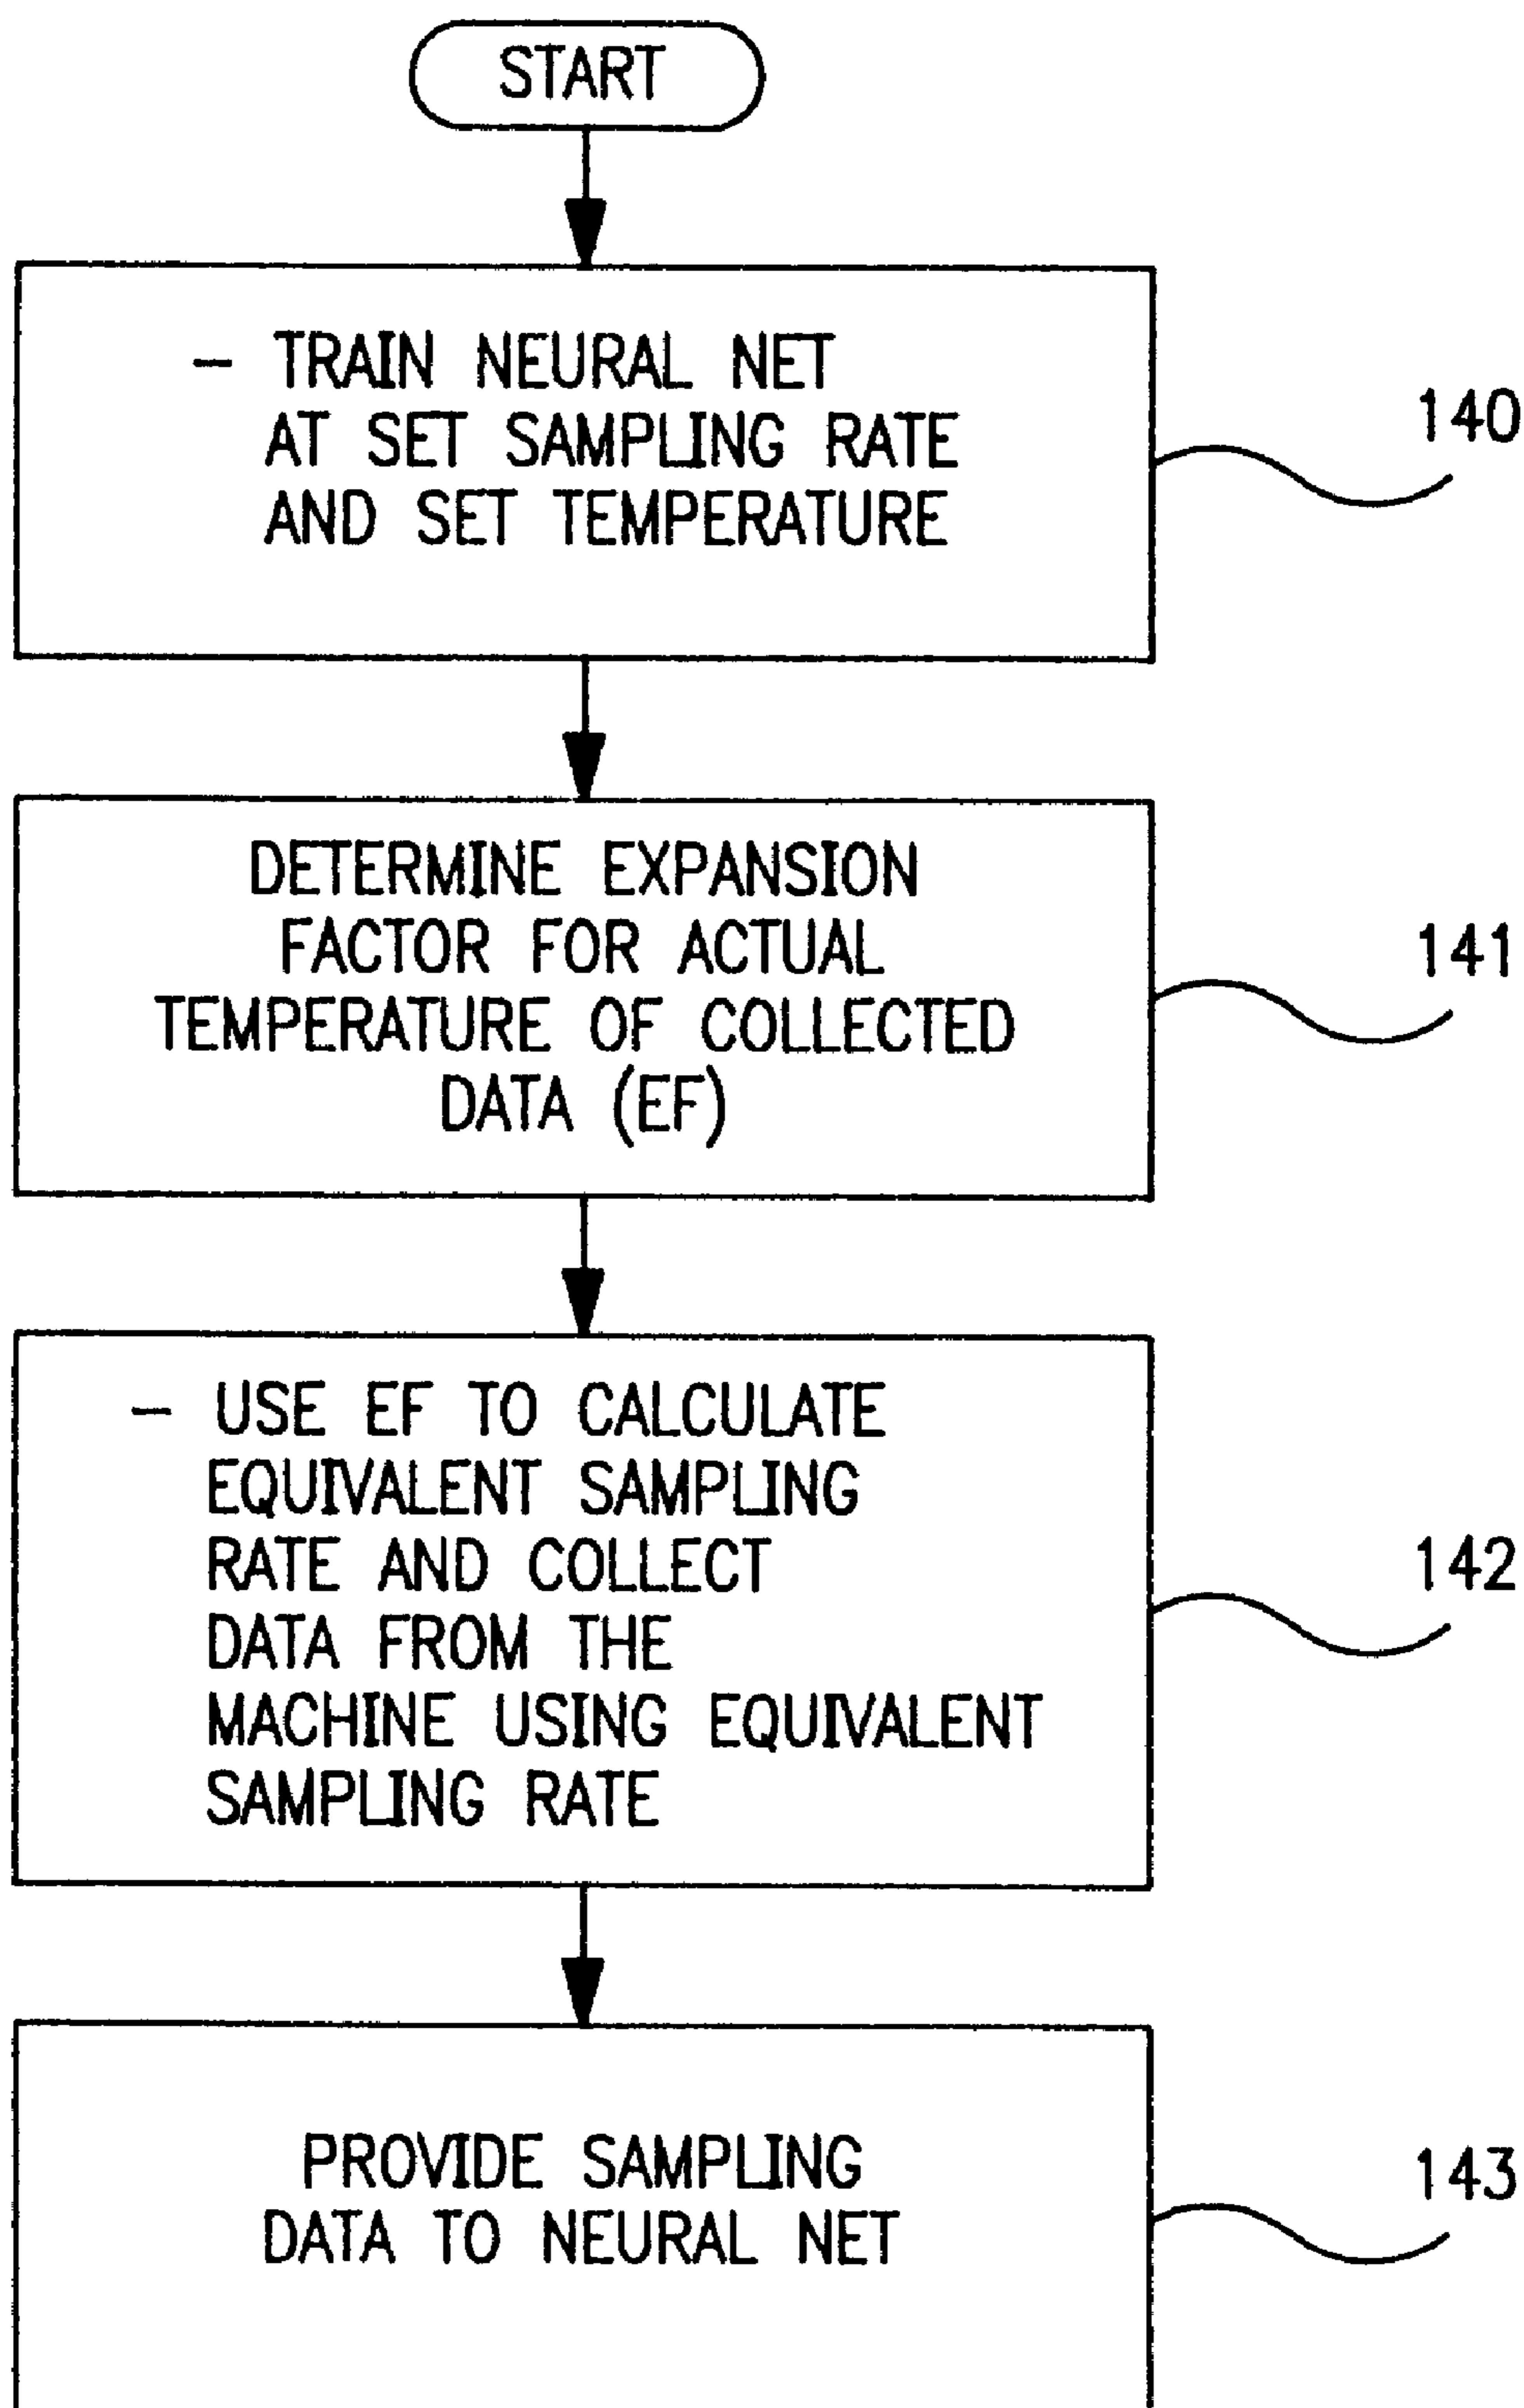 START
– TRAIN NEURAL NET
AT SET SAMPLING RATE
AND SET TEMPERATURE
140
DETERMINE EXPANSION
FACTOR FOR ACTUAL
TEMPERATURE OF COLLECTED
DATA (EF)
141
– USE EF TO CALCULATE
EQUIVALENT SAMPLING
RATE AND COLLECT
DATA FROM THE
MACHINE USING EQUIVALENT
SAMPLING RATE
142
PROVIDE SAMPLING
DATA TO NEURAL NET
143